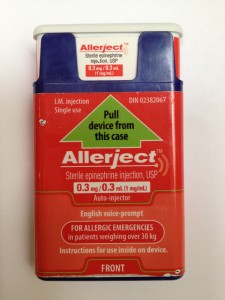 Allerject™
Sterile epinephrine
injection, USP
0.3 mg/0.3 mL
(1 mg/mL)
I.M. injection
Single use
DIN 02382067
Pull
device from
this case
Allerject™
Sterile epinephrine injection, USP
0.3 mg/0.3 mL (1 mg/mL)
Auto-injector
English voice-prompt
FOR ALLERGIC EMERGENCIES
in patients weighing over 30 kg
Instructions for use inside on device.
FRONT